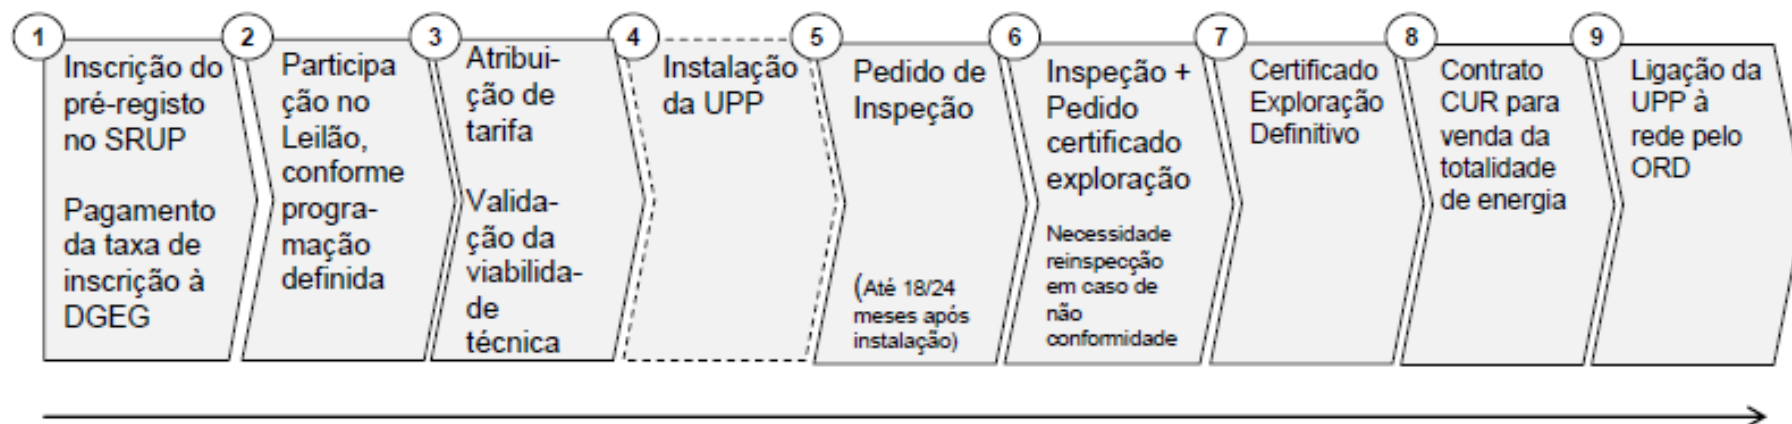 1
Inscrição do
pré-registo
no SRUP
Pagamento
da taxa de
inscrição à
DGEG
2
Participa
ção no
Leilão,
conforme
progra-
mação
definida
3
Atribui-
ção de
tarifa
Valida-
ção da
viabilida-
de
técnica
4
Instalação
da UPP
5
Pedido de
Inspeção
(Até 18/24
meses após
instalação)
6
Inspeção +
Pedido
certificado
exploração
Necessidade
reinspecção
em caso de
não
conformidade
7
Certificado
Exploração
Definitivo
8
Contrato
CUR para
venda da
totalidade
de energia
9
Ligação da
UPP à
rede pelo
ORD